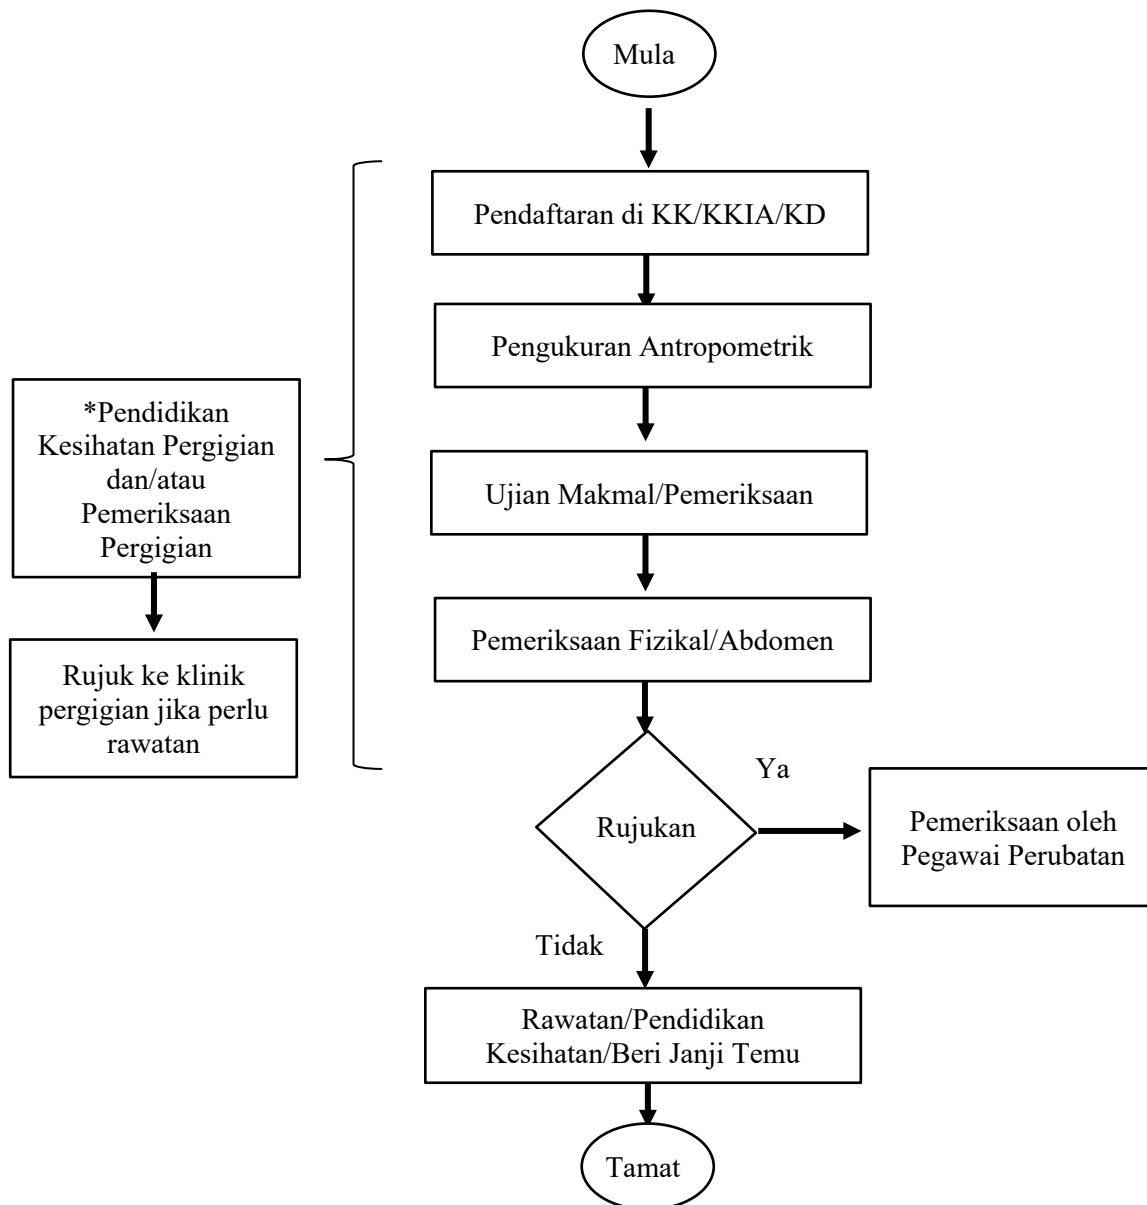 Mula
Pendaftaran di KK/KKIA/KD
Pengukuran Antropometrik
*Pendidikan
Kesihatan Pergigian
dan/atau
Pemeriksaan
Pergigian
Ujian Makmal/Pemeriksaan
Pemeriksaan Fizikal/Abdomen
Rujuk ke klinik
pergigian jika perlu
rawatan
Ya
Rujukan
Pemeriksaan oleh
Pegawai Perubatan
Tidak
Rawatan/Pendidikan
Kesihatan/Beri Janji Temu
Tamat